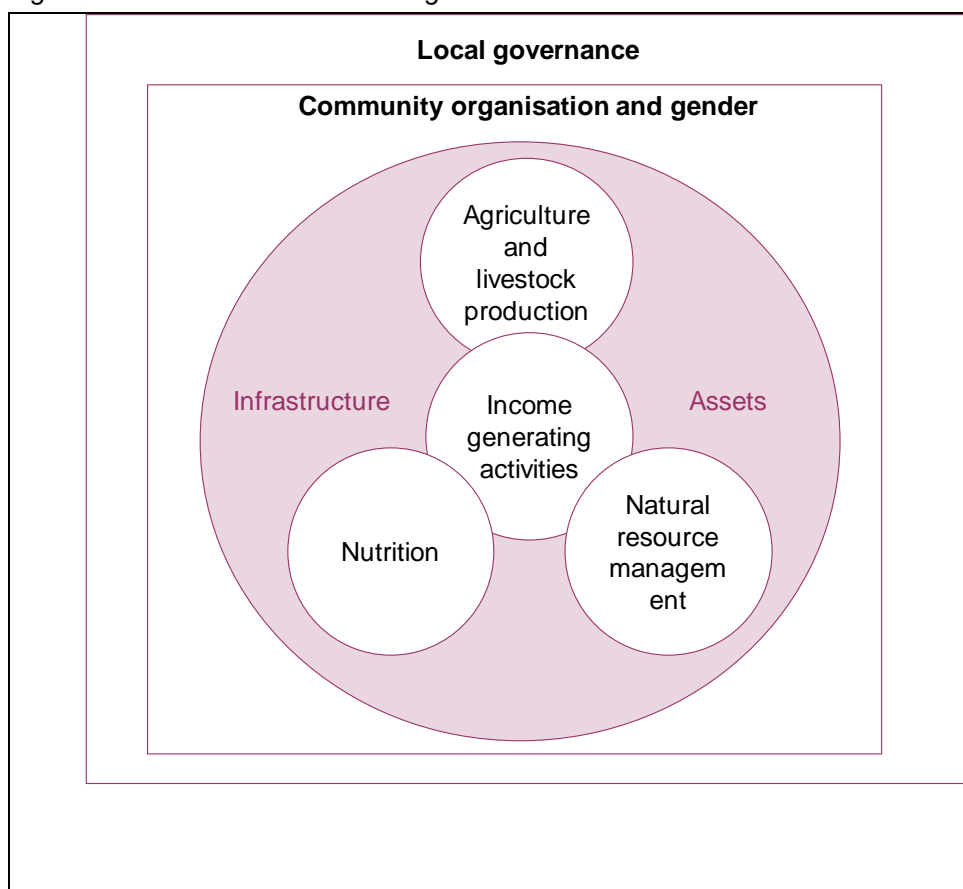 Local governance
Community organisation and gender
Agriculture
and
livestock
production
Infrastructure
Income
generating
activities
Assets
Nutrition
Natural
resource
managem
ent